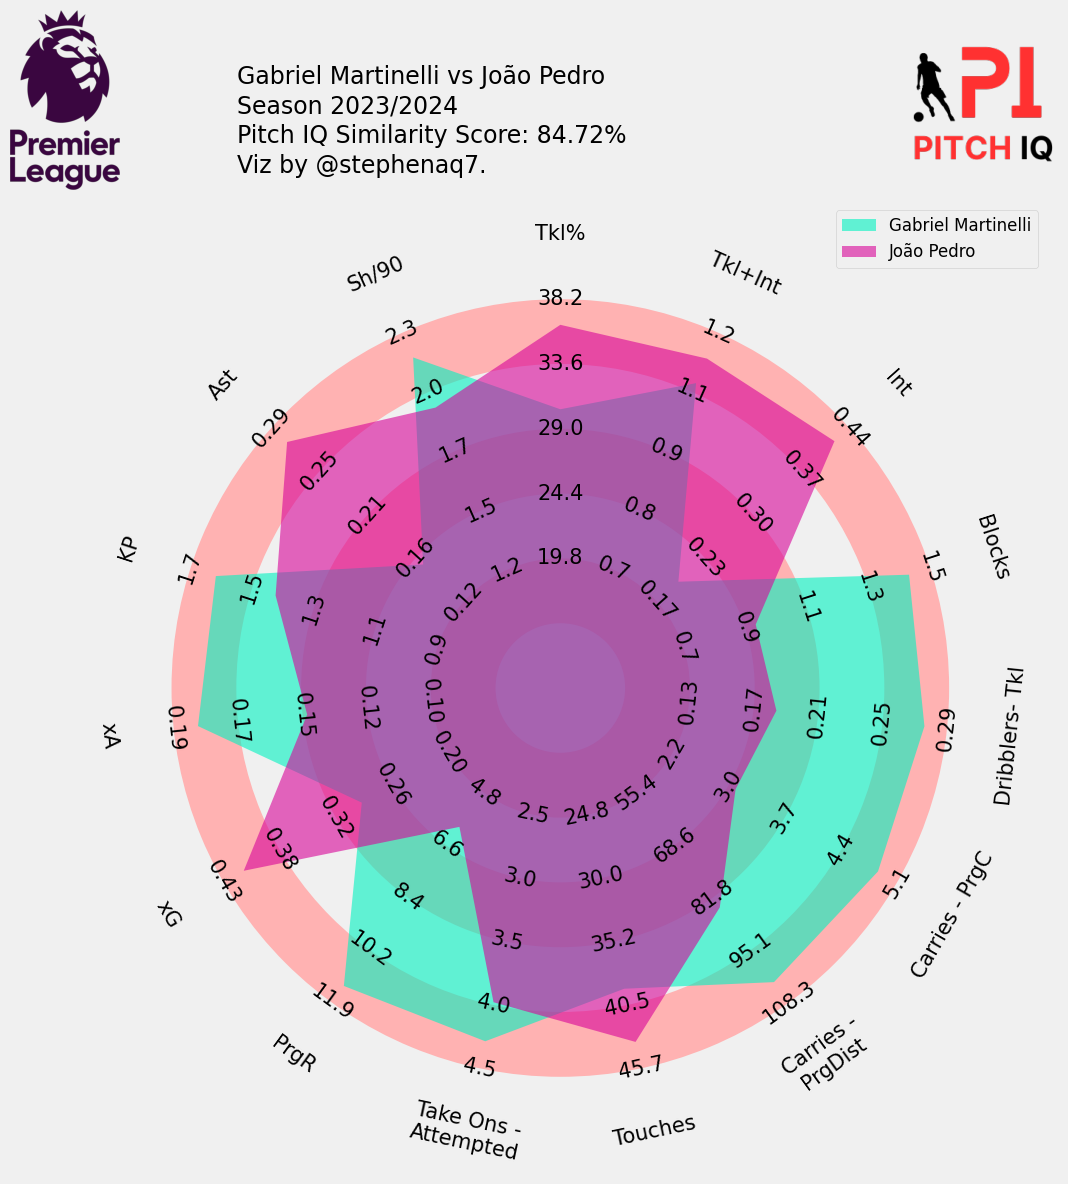 Premier
League
Gabriel Martinelli vs João Pedro
Season 2023/2024
Pitch IQ Similarity Score: 84.72%
Viz by @stephenaq7.
PI
PITCH IQ
Gabriel Martinelli
João Pedro
Tkl%
38.2
33.6
29.0
24.4
19.8
Tkl+Int
1.2
1.1
0.9
0.8
0.7
Int
0.44
0.37
0.30
0.23
0.17
Blocks
1.5
1.3
1.1
0.9
0.7
Dribblers- Tkl
0.29
0.25
0.21
0.17
0.13
Carries - PrgC
5.1
4.4
3.7
3.0
2.2
Carries -
PrgDist
108.3
95.1
81.8
68.6
55.4
Touches
45.7
40.5
35.2
30.0
24.8
Take Ons -
Attempted
4.5
4.0
3.5
3.0
2.5
PrgR
11.9
10.2
8.4
6.6
4.8
xG
0.43
0.38
0.32
0.26
0.20
xA
0.19
0.17
0.15
0.12
0.10
KP
1.7
1.5
1.3
1.1
0.9
Ast
0.29
0.25
0.21
0.16
0.12
Sh/90
2.3
2.0
1.7
1.5
1.2